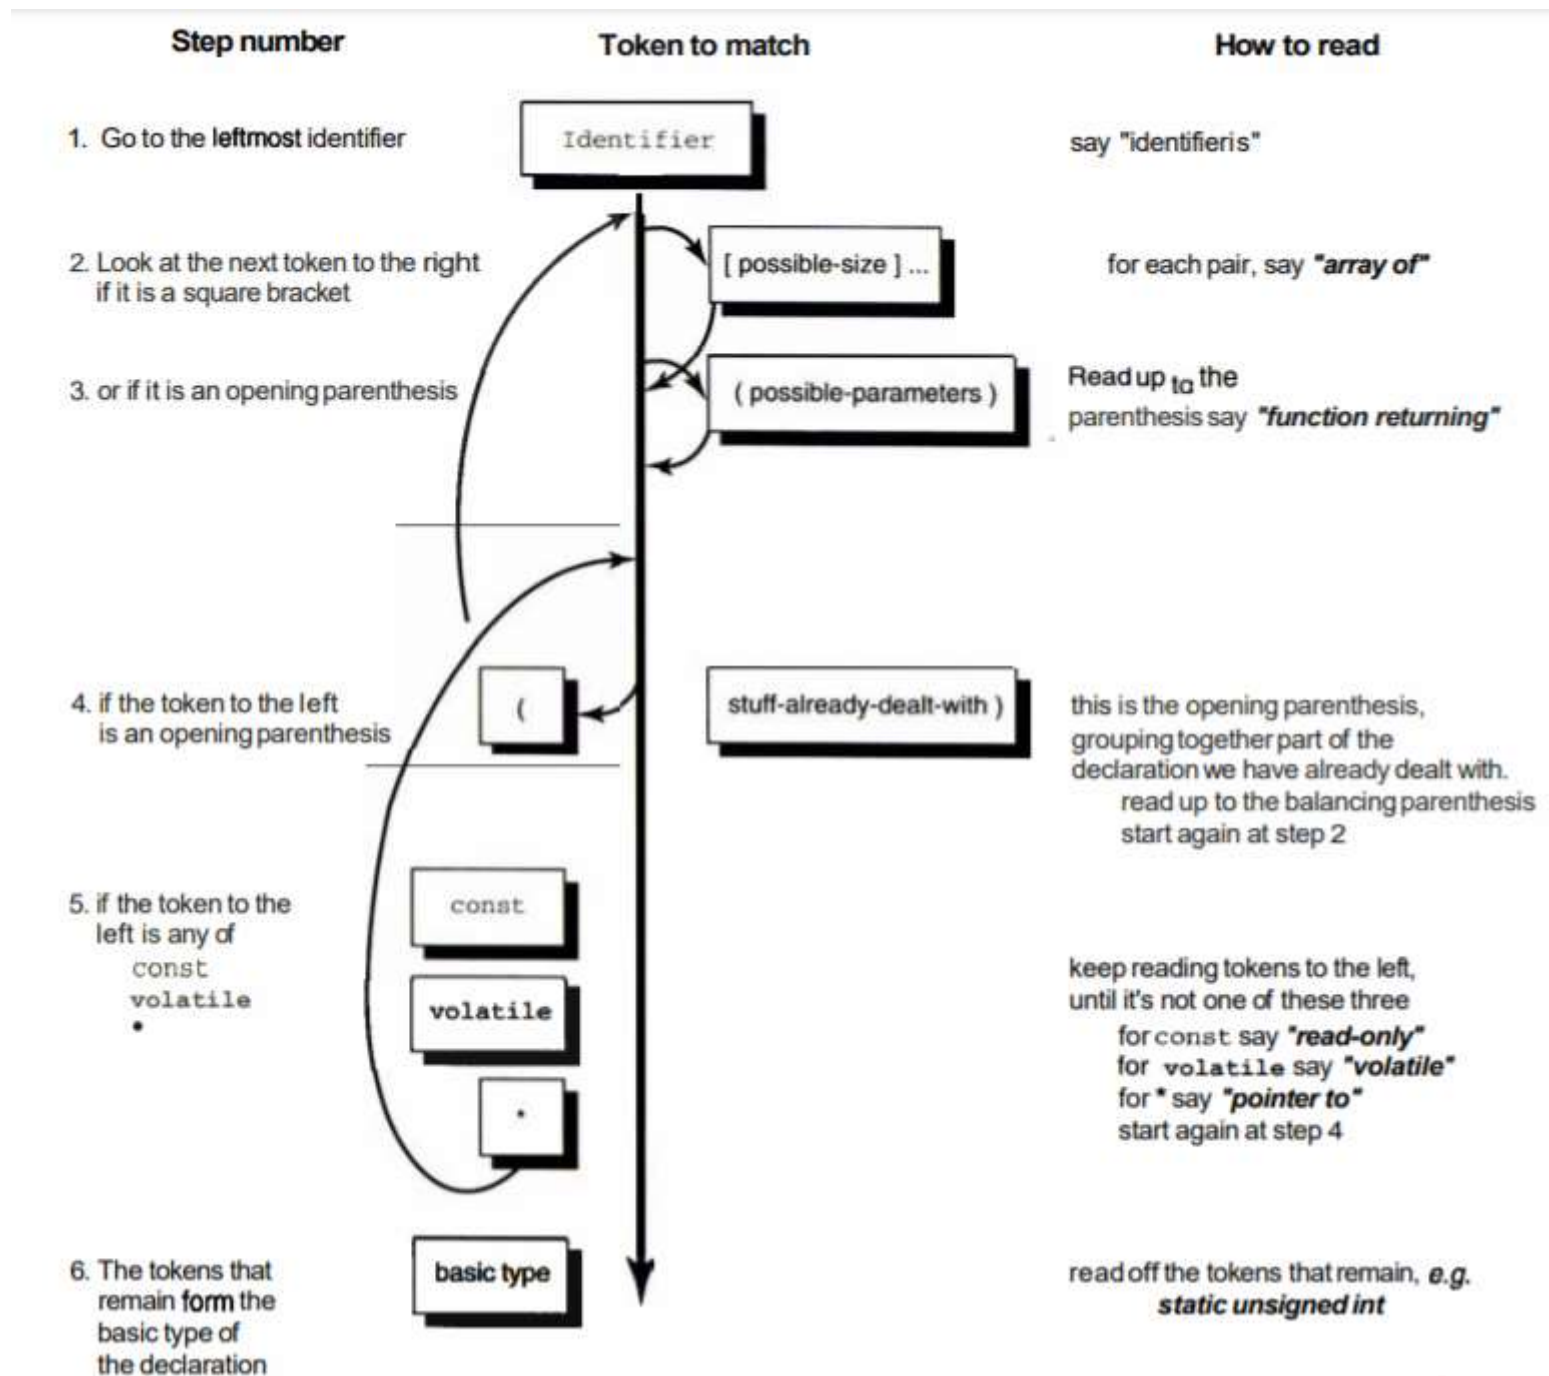 Step number Token to match How to read
1. Go to the leftmost identifier Identifier say "identifieris"
2. Look at the next token to the right
if it is a square bracket
[ possible-size ] ...
for each pair, say "array of"
3. or if it is an opening parenthesis
( possible-parameters )
Read up to the
parenthesis say "function returning"
4. if the token to the left
is an opening parenthesis
(
stuff-already-dealt-with )
this is the opening parenthesis,
grouping together part of the
declaration we have already dealt with.
read up to the balancing parenthesis
start again at step 2
5. if the token to the
left is any of
const
volatile
•
const
volatile
*
keep reading tokens to the left,
until it's not one of these three
for const say "read-only"
for volatile say "volatile"
for * say "pointer to"
start again at step 4
6. The tokens that
remain form the
basic type of
the declaration
basic type
read off the tokens that remain, e.g.
static unsigned int